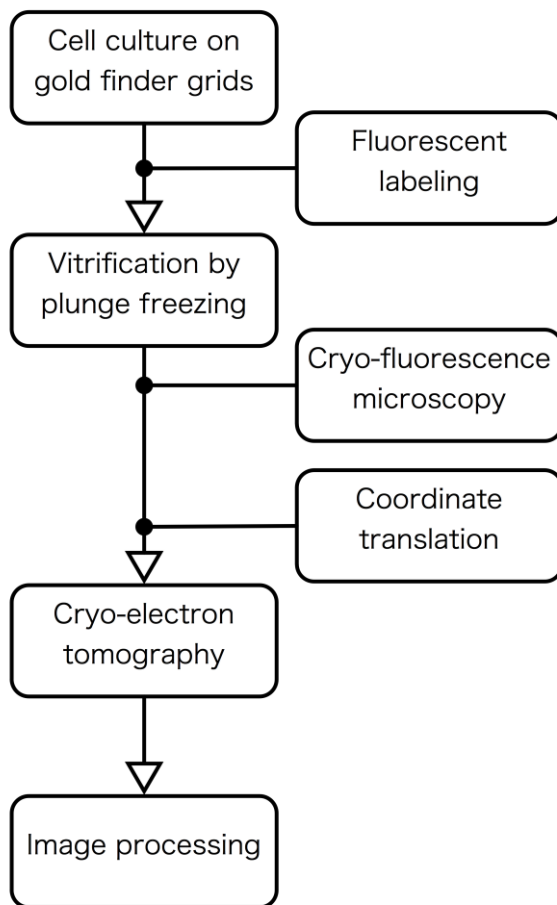 Cell culture on
gold finder grids
Fluorescent
labeling
Vitrification by
plunge freezing
Cryo-fluorescence
microscopy
Coordinate
translation
Cryo-electron
tomography
Image processing